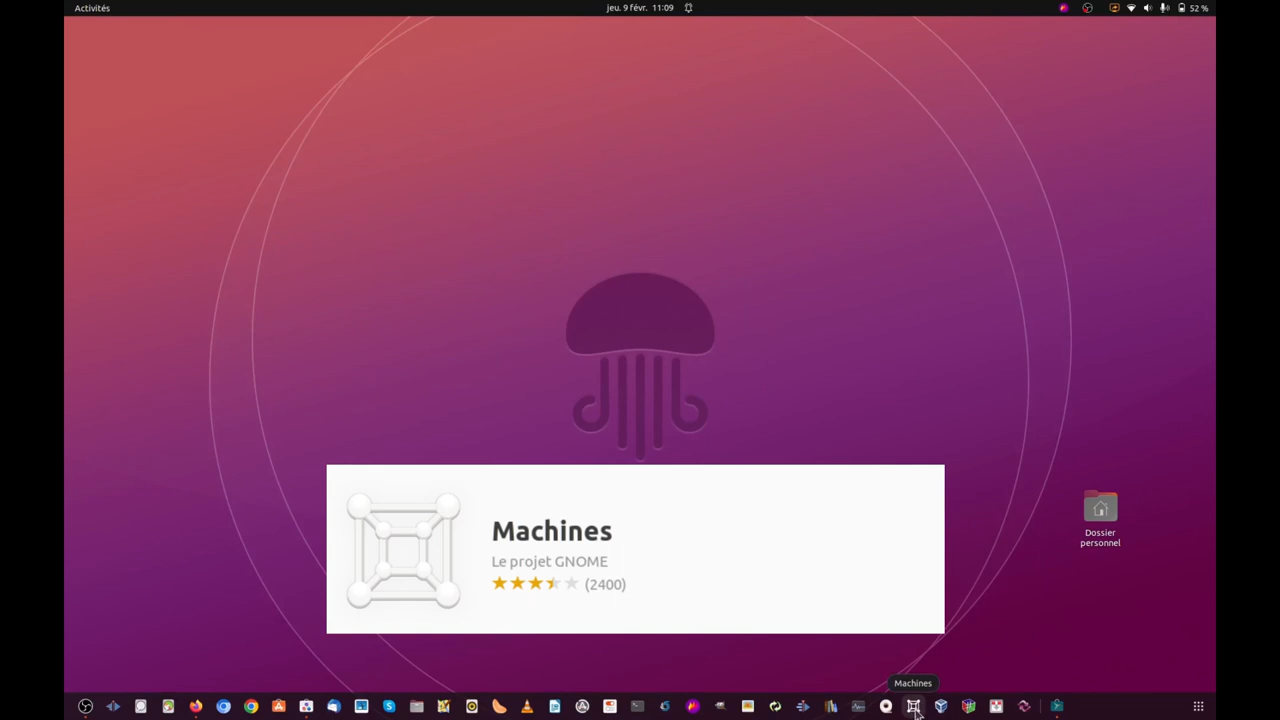 Activités
jeu. 9 févr. 11:09
52 %
Machines
Le projet GNOME
(2400)
Dossier
personnel
Machines